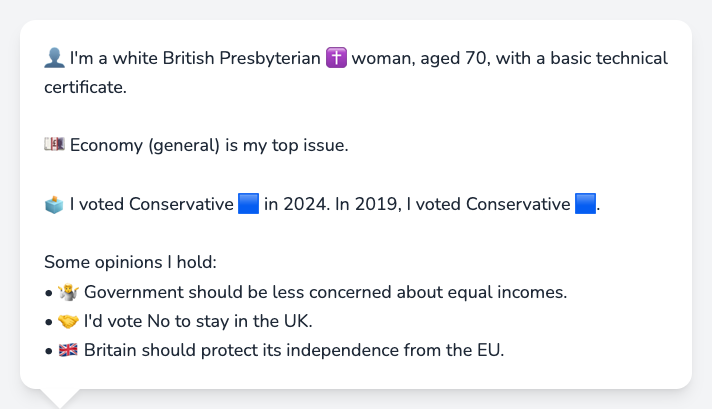 👤 I'm a white British Presbyterian ✝️ woman, aged 70, with a basic technical
certificate.
💷 Economy (general) is my top issue.
🗳️ I voted Conservative 🟦 in 2024. In 2019, I voted Conservative 🟦.
Some opinions I hold:
• 🤷 Government should be less concerned about equal incomes.
• 🤝 I'd vote No to stay in the UK.
• 🇬🇧 Britain should protect its independence from the EU.